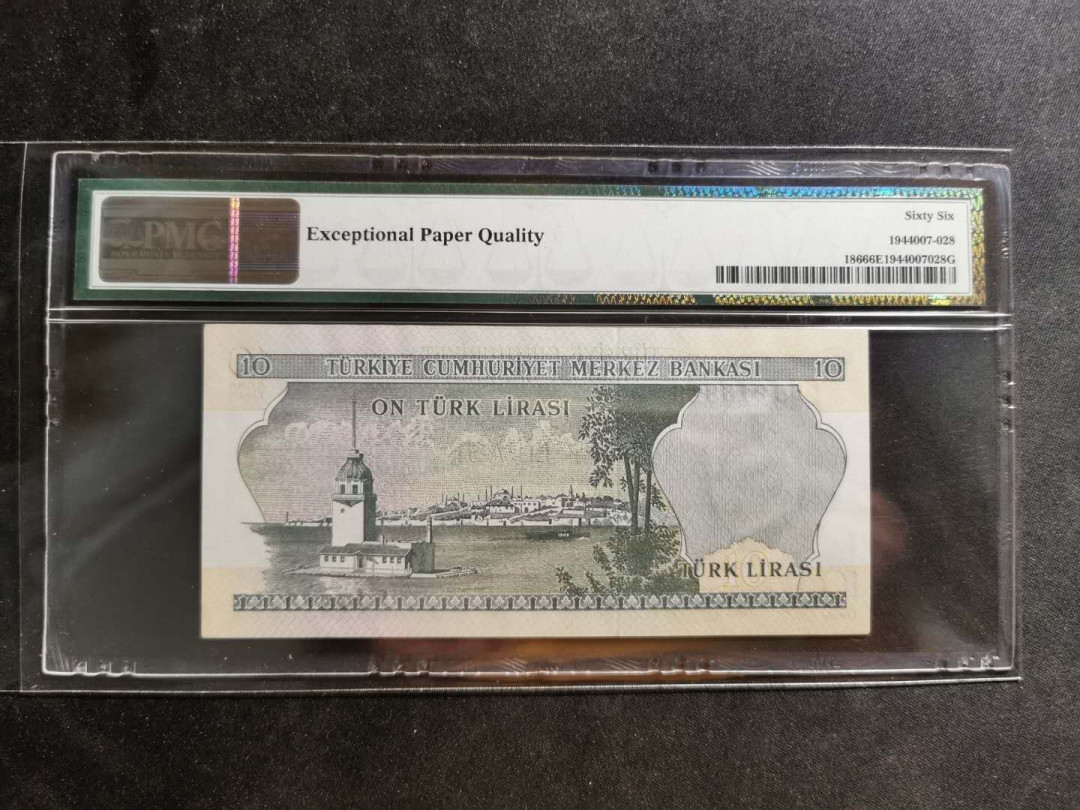 PMG
Exceptional Paper Quality
Sixty Six
1944007-028
18666E1944007028G
10 TÜRKİYE CUMHURİYET MERKEZ BANKASI 10
ON TÜRK LİRASI
TÜRK LİRASI